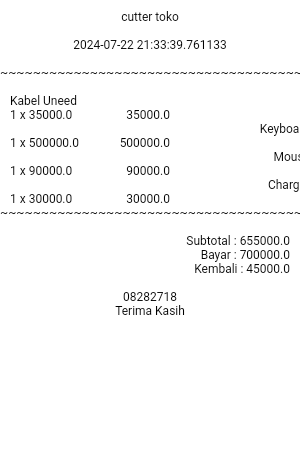 cutter toko
2024-07-22 21:33:39.761133
~~~~~~~~~~~~~~~~~~~~~~~~~~~~~~~~~~~~~
Kabel Uneed
1 x 35000.0 35000.0
Keyboa
1 x 500000.0 500000.0
Mous
1 x 90000.0 90000.0
Charg
1 x 30000.0 30000.0
~~~~~~~~~~~~~~~~~~~~~~~~~~~~~~~~~~~~~
Subtotal : 655000.0
Bayar : 700000.0
Kembali : 45000.0
08282718
Terima Kasih